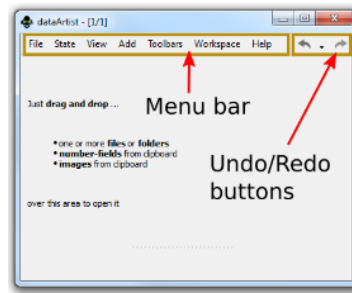 dataArtist - [1/1]
File State View Add Toolbars Workspace Help
Just drag and drop ...
Menu bar
•one or more files or folders
•number-fields from clipboard
•images from clipboard
Undo/Redo
buttons
over this area to open it